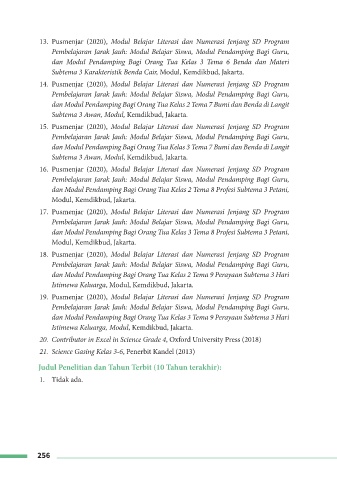 13. Pusmenjar (2020), Modul Belajar Literasi dan Numerasi Jenjang SD Program
Pembelajaran Jarak Jauh: Modul Belajar Siswa, Modul Pendamping Bagi Guru,
dan Modul Pendamping Bagi Orang Tua Kelas 3 Tema 6 Benda dan Materi
Subtema 3 Karakteristik Benda Cair, Modul, Kemdikbud, Jakarta.
14. Pusmenjar (2020), Modul Belajar Literasi dan Numerasi Jenjang SD Program
Pembelajaran Jarak Jauh: Modul Belajar Siswa, Modul Pendamping Bagi Guru,
dan Modul Pendamping Bagi Orang Tua Kelas 2 Tema 7 Bumi dan Benda di Langit
Subtema 3 Awan, Modul, Kemdikbud, Jakarta.
15. Pusmenjar (2020), Modul Belajar Literasi dan Numerasi Jenjang SD Program
Pembelajaran Jarak Jauh: Modul Belajar Siswa, Modul Pendamping Bagi Guru,
dan Modul Pendamping Bagi Orang Tua Kelas 3 Tema 7 Bumi dan Benda di Langit
Subtema 3 Awan, Modul, Kemdikbud, Jakarta.
16. Pusmenjar (2020), Modul Belajar Literasi dan Numerasi Jenjang SD Program
Pembelajaran Jarak Jauh: Modul Belajar Siswa, Modul Pendamping Bagi Guru,
dan Modul Pendamping Bagi Orang Tua Kelas 2 Tema 8 Profesi Subtema 3 Petani,
Modul, Kemdikbud, Jakarta.
17. Pusmenjar (2020), Modul Belajar Literasi dan Numerasi Jenjang SD Program
Pembelajaran Jarak Jauh: Modul Belajar Siswa, Modul Pendamping Bagi Guru,
dan Modul Pendamping Bagi Orang Tua Kelas 3 Tema 8 Profesi Subtema 3 Petani,
Modul, Kemdikbud, Jakarta.
18. Pusmenjar (2020), Modul Belajar Literasi dan Numerasi Jenjang SD Program
Pembelajaran Jarak Jauh: Modul Belajar Siswa, Modul Pendamping Bagi Guru,
dan Modul Pendamping Bagi Orang Tua Kelas 2 Tema 9 Perayaan Subtema 3 Hari
Istimewa Keluarga, Modul, Kemdikbud, Jakarta.
19. Pusmenjar (2020), Modul Belajar Literasi dan Numerasi Jenjang SD Program
Pembelajaran Jarak Jauh: Modul Belajar Siswa, Modul Pendamping Bagi Guru,
dan Modul Pendamping Bagi Orang Tua Kelas 3 Tema 9 Perayaan Subtema 3 Hari
Istimewa Keluarga, Modul, Kemdikbud, Jakarta.
20. Contributor in Excel in Science Grade 4, Oxford University Press (2018)
21. Science Gasing Kelas 3-6, Penerbit Kandel (2013)
Judul Penelitian dan Tahun Terbit (10 Tahun terakhir):
1. Tidak ada.
256